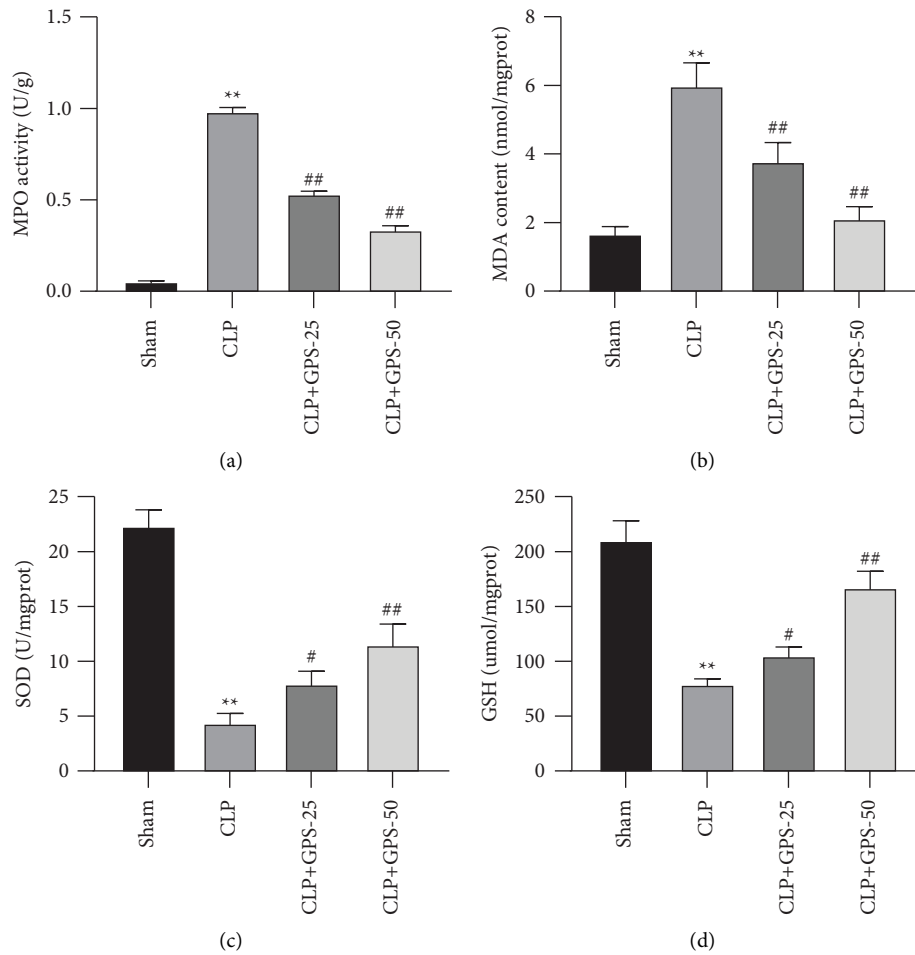 MPO activity (U/g)
1.5
1.0
0.5
0.0
**
##
##
Sham
CLP
CLP+GPS-25
CLP+GPS-50
(a)
MDA content (nmol/mgprot)
8
6
4
2
0
**
##
##
Sham
CLP
CLP+GPS-25
CLP+GPS-50
(b)
SOD (U/mgprot)
25
20
15
10
5
0
**
#
##
Sham
CLP
CLP+GPS-25
CLP+GPS-50
(c)
GSH (umol/mgprot)
250
200
150
100
50
0
**
#
##
Sham
CLP
CLP+GPS-25
CLP+GPS-50
(d)